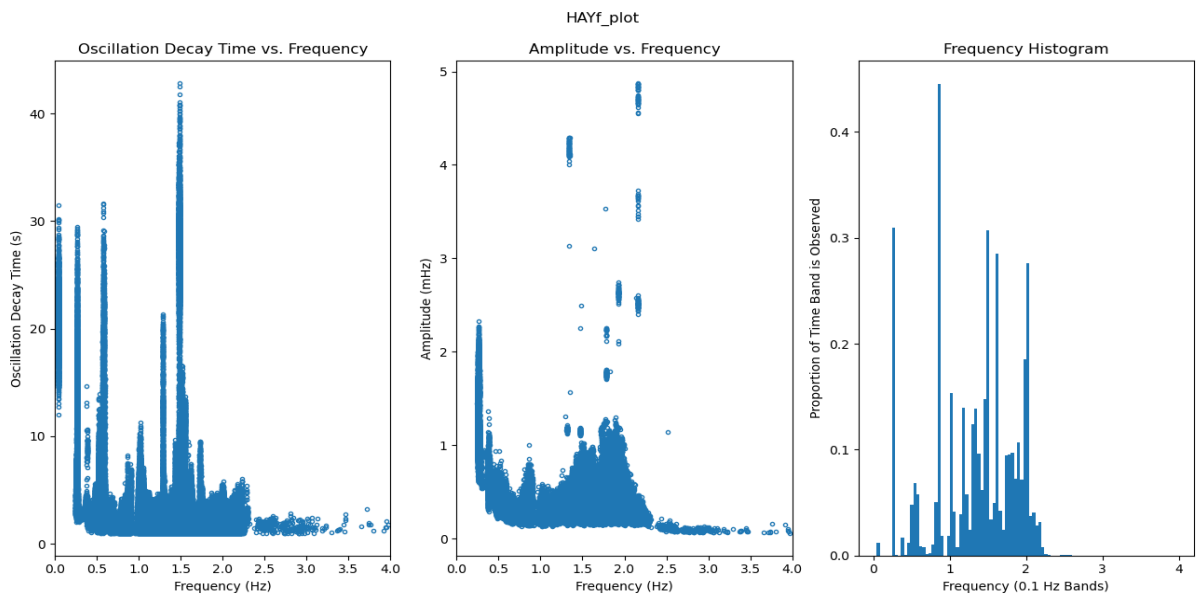 HAYf_plot
Oscillation Decay Time vs. Frequency
Oscillation Decay Time (s)
40
30
20
10
0
0.0 0.5 1.0 1.5 2.0 2.5 3.0 3.5 4.0
Frequency (Hz)
Amplitude vs. Frequency
Amplitude (mHz)
5
4
3
2
1
0
0.0 0.5 1.0 1.5 2.0 2.5 3.0 3.5 4.0
Frequency (Hz)
Frequency Histogram
Proportion of Time Band is Observed
0.4
0.3
0.2
0.1
0.0
0 1 2 3 4
Frequency (0.1 Hz Bands)